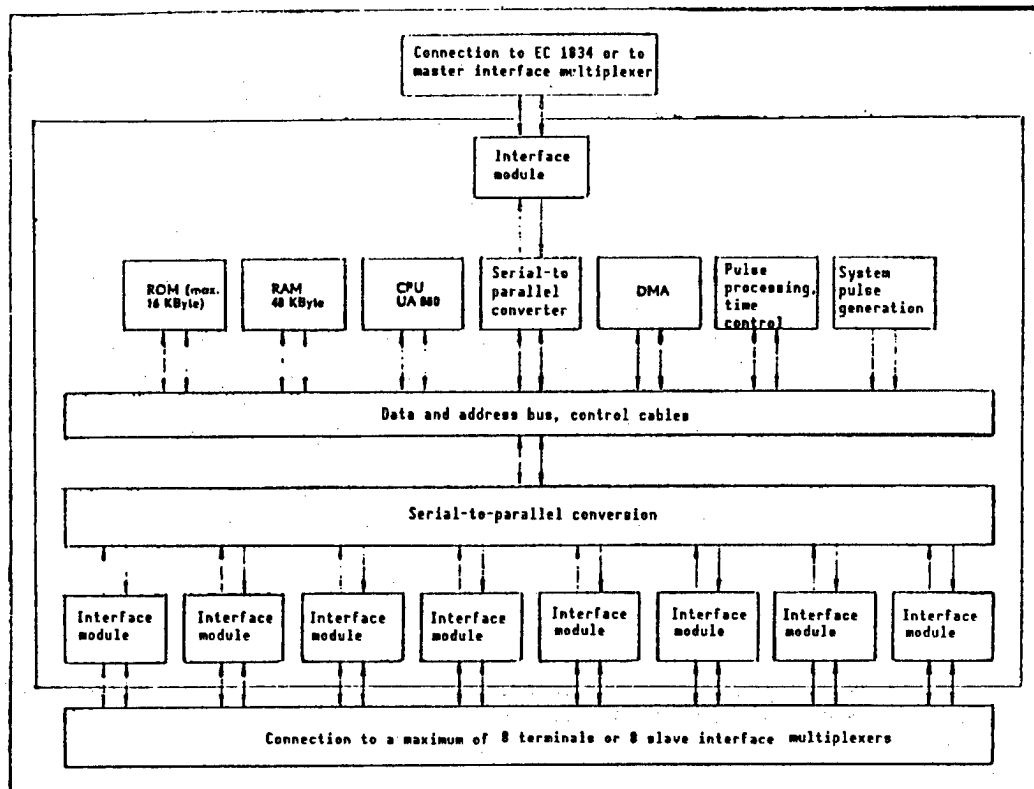 Connection to EC 1834 or to
master interface multiplexer
Interface
module
ROM (max.
16 KByte)
RAM
48 KByte
CPU
UA 880
Serial-to
parallel
converter
DMA
Pulse
processing,
time
control
System
pulse
generation
Data and address bus, control cables
Serial-to-parallel conversion
Interface
module
Interface
module
Interface
module
Interface
module
Interface
module
Interface
module
Interface
module
Interface
module
Connection to a maximum of 8 terminals or 8 slave interface multiplexers